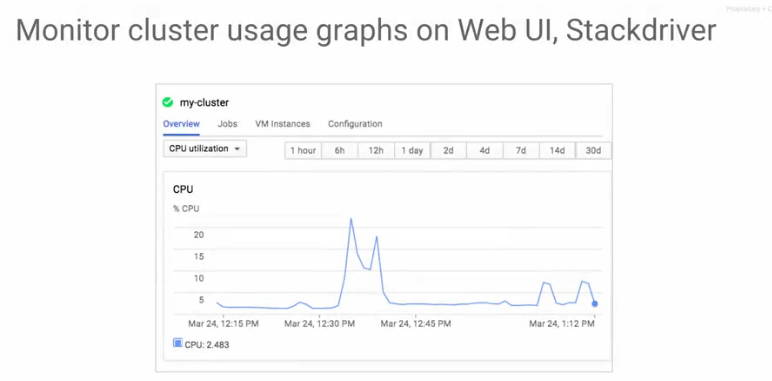 Proprietary + C
Monitor cluster usage graphs on Web UI, Stackdriver
my-cluster
Overview Jobs VM Instances Configuration
CPU utilization 1 hour 6h 12h 1 day 2d 4d 7d 14d 30d
CPU
% CPU
20
15
10
5
Mar 24, 12:15 PM Mar 24, 12:30 PM Mar 24, 12:45 PM Mar 24, 1:12 PM
CPU: 2.483